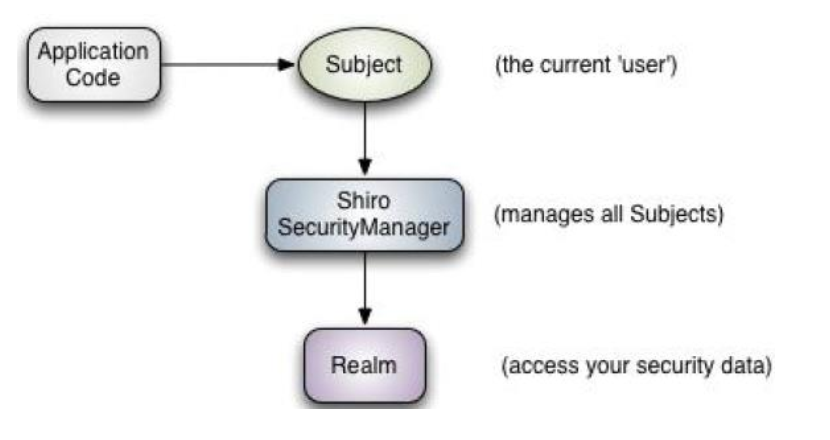 Application
Code
Subject
(the current 'user')
Shiro
SecurityManager
(manages all Subjects)
Realm
(access your security data)